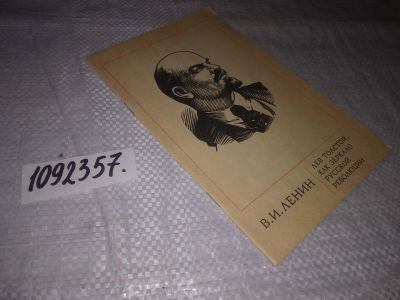 1092357.
В.И.ЛЕНИН
ЛЕВ ТОЛСТОЙ,
КАК ЗЕРКАЛО
РУССКОЙ
РЕВОЛЮЦИИ